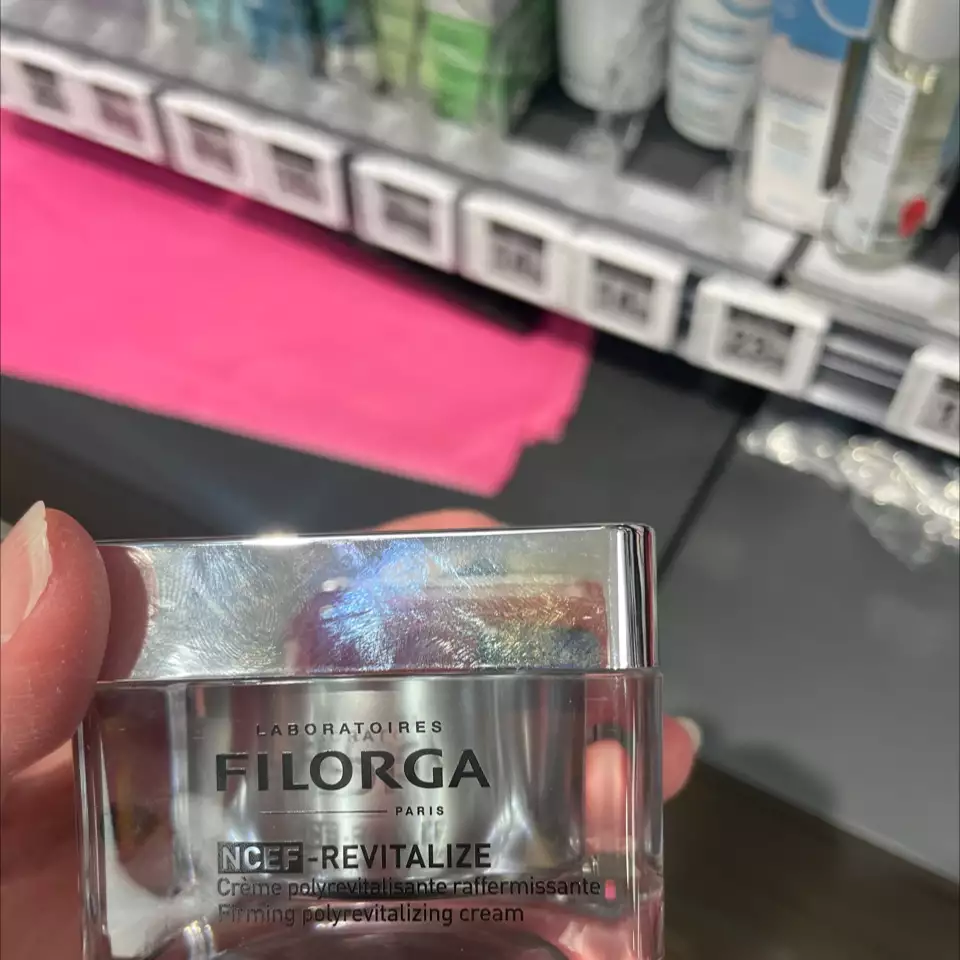 LABORATOIRES
FILORGA
PARIS
NCEF-REVITALIZE
Crème polyrevitalisante raffermissante
Firming polyrevitalizing cream